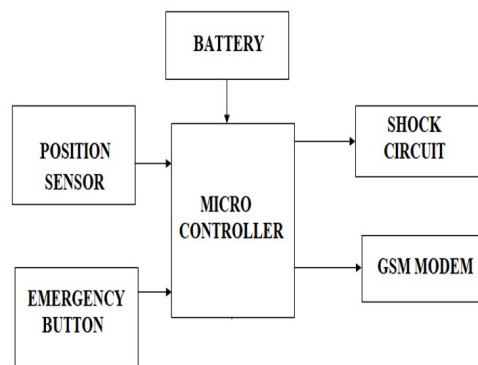 BATTERY
POSITION
SENSOR
MICRO
CONTROLLER
SHOCK
CIRCUIT
EMERGENCY
BUTTON
GSM MODEM